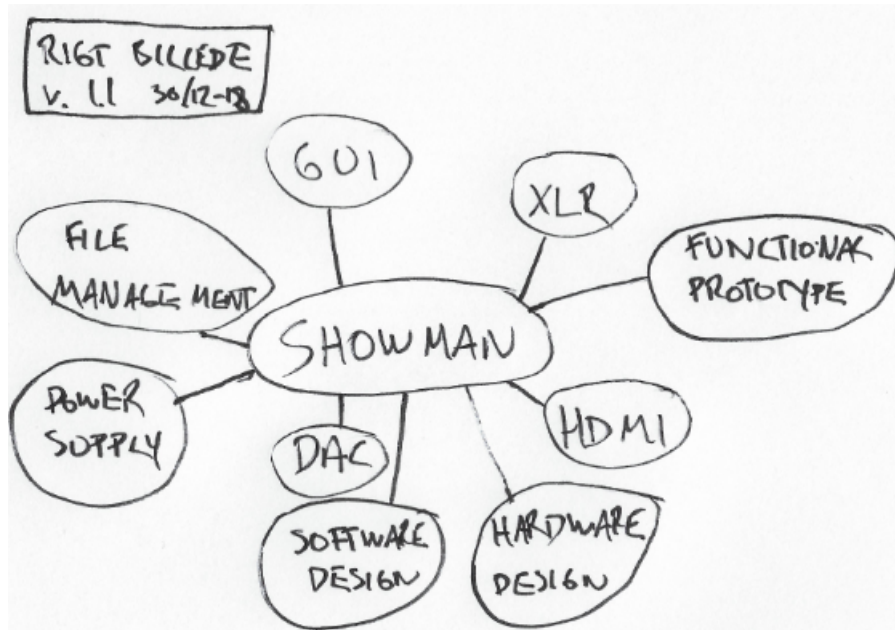 RIGT BILLEDE
V. 1.1 30/12-18
GUI
XLR
FILE
MANAGEMENT
FUNCTIONAL
PROTOTYPE
SHOWMAN
POWER
SUPPLY
DAC
HDMI
SOFTWARE
DESIGN
HARDWARE
DESIGN